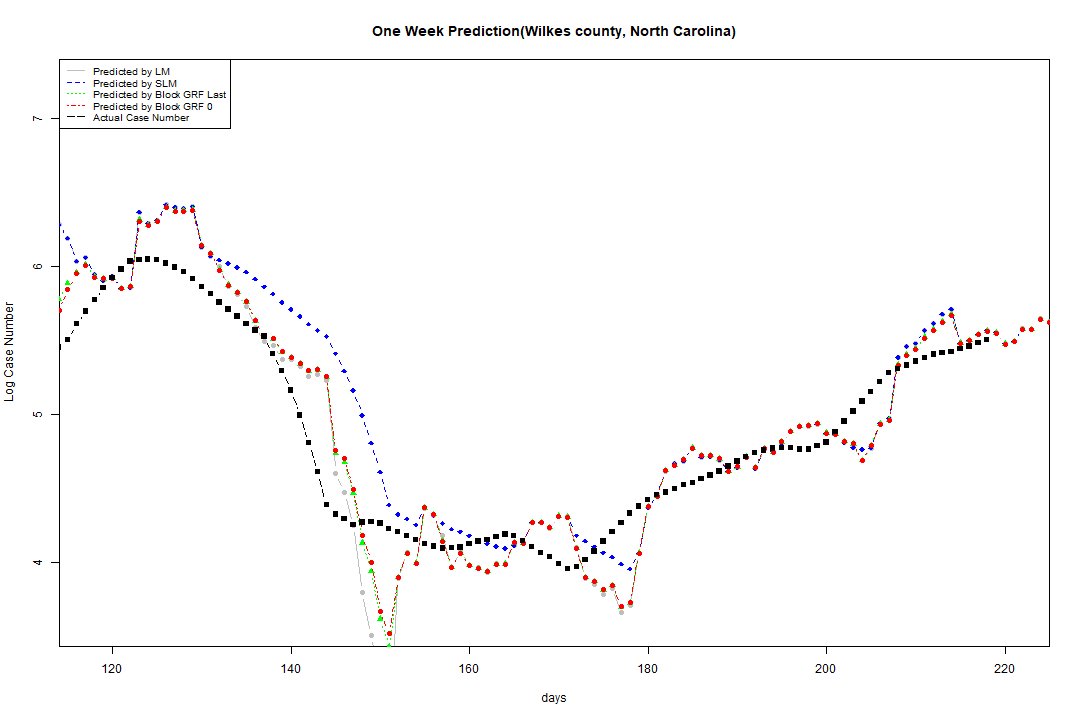 One Week Prediction(Wilkes county, North Carolina)
Predicted by LM
Predicted by SLM
Predicted by Block GRF Last
Predicted by Block GRF 0
Actual Case Number
7
6
5
4
Log Case Number
120 140 160 180 200 220
days